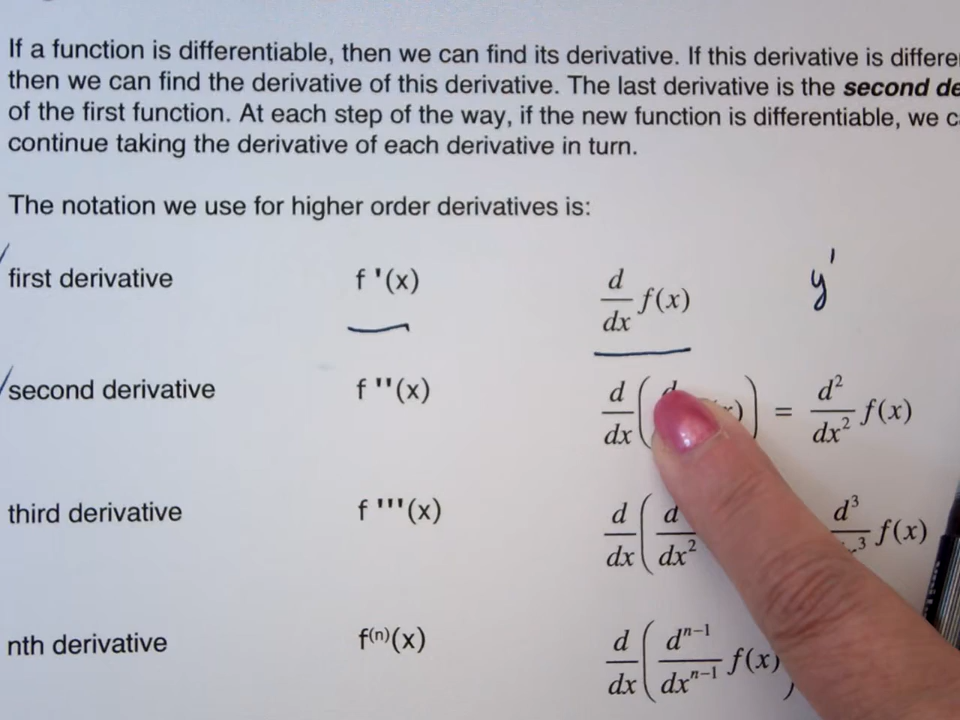 If a function is differentiable, then we can find its derivative. If this derivative is
then we can find the derivative of this derivative. The last derivative is the second
of the first function. At each step of the way, if the new function is differentiable, we
continue taking the derivative of each derivative in turn.
The notation we use for higher order derivatives is:
first derivative f '(x) d/dx f(x) y'
second derivative f ''(x) d/dx ( ) = d²/dx² f(x)
third derivative f '''(x) d/dx ( d /dx² d³/ ³ f(x)
nth derivative f⁽ⁿ⁾(x) d/dx ( dⁿ⁻¹/dxⁿ⁻¹ f(x) )